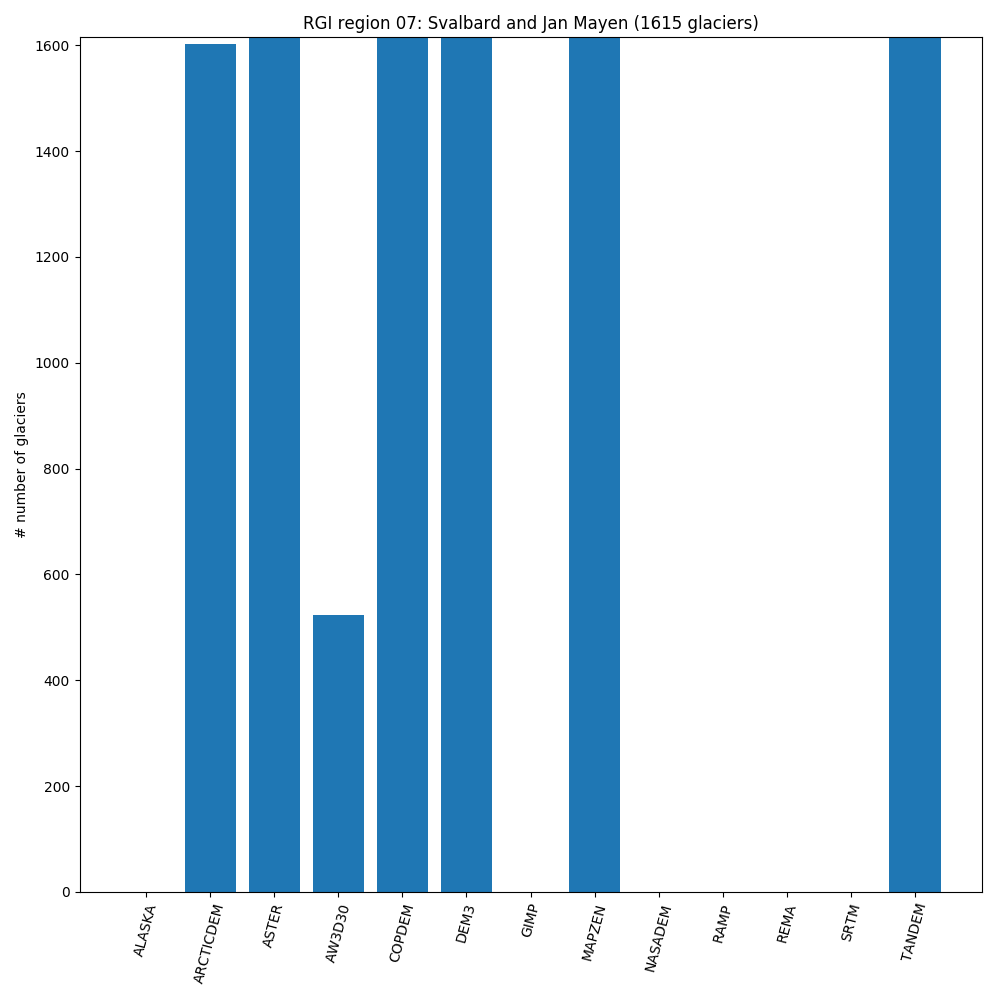 RGI region 07: Svalbard and Jan Mayen (1615 glaciers)
1600
1400
1200
1000
800
600
400
200
0
# number of glaciers
ALASKA
ARCTICDEM
ASTER
AW3D30
COPDEM
DEM3
GIMP
MAPZEN
NASADEM
RAMP
REMA
SRTM
TANDEM